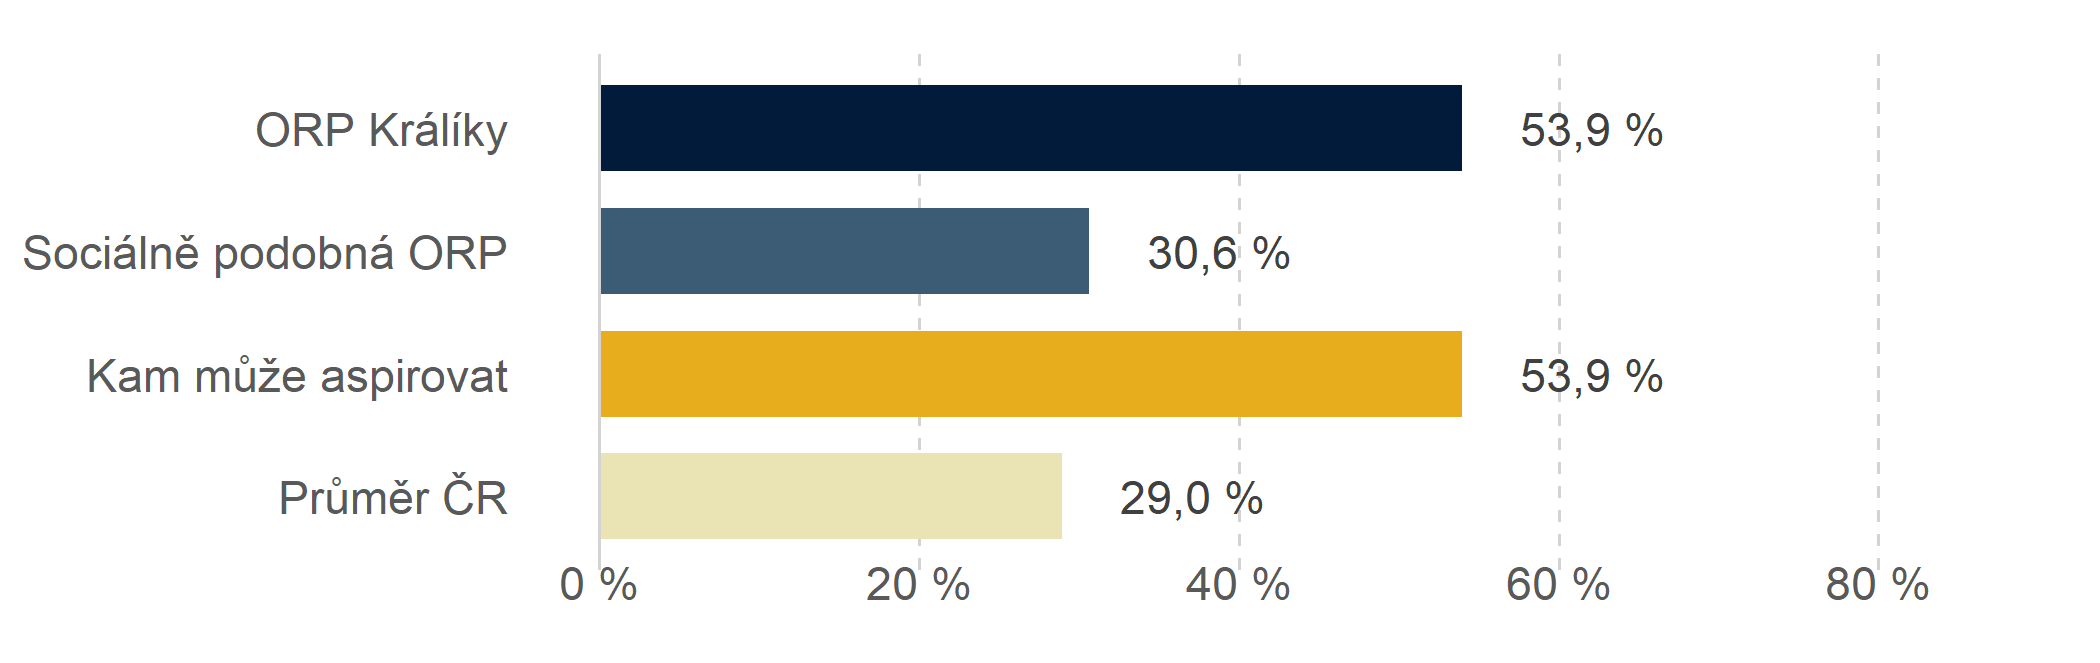 ORP Králíky
53,9 %
Sociálně podobná ORP
30,6 %
Kam může aspirovat
53,9 %
Průměr ČR
29,0 %
0 %
20 %
40 %
60 %
80 %